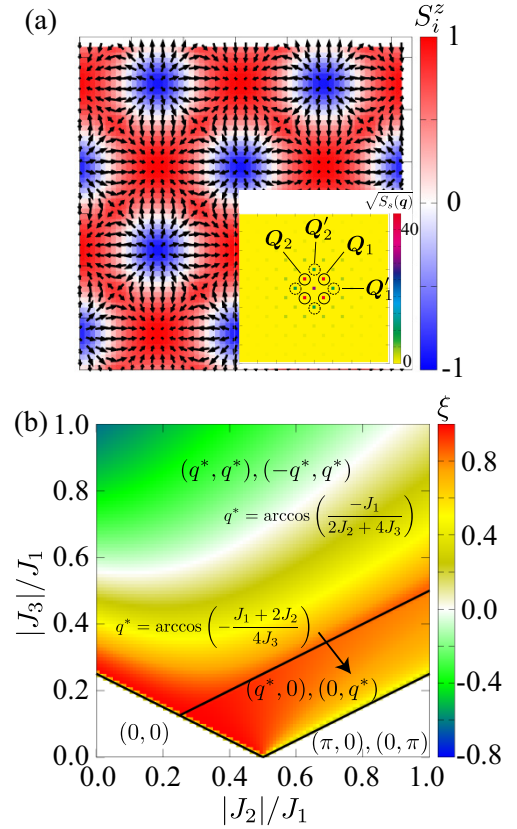 (a)
S_i^z
1
0
-1
√S_s(q)
40
0
Q_2
Q'_2
Q_1
Q'_1
(b)
ξ
|J_3|/J_1
1.0
0.8
0.6
0.4
0.2
0.0
(q*, q*), (-q*, q*)
q* = arccos(-J_1 / (2J_2 + 4J_3))
q* = arccos(-(J_1 + 2J_2) / 4J_3)
(q*, 0), (0, q*)
(0, 0)
(π, 0), (0, π)
0.0 0.2 0.4 0.6 0.8 1.0
|J_2|/J_1
0.8
0.4
0.0
-0.4
-0.8